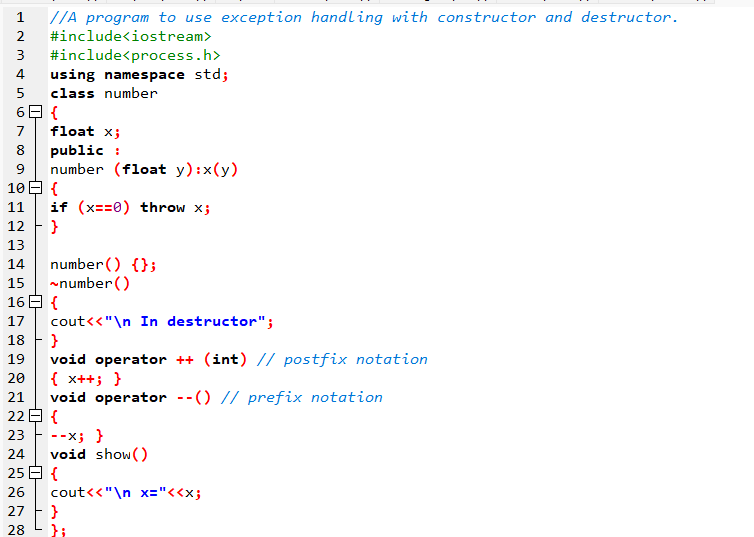 1 //A program to use exception handling with constructor and destructor.
2 #include<iostream>
3 #include<process.h>
4 using namespace std;
5 class number
6 {
7 float x;
8 public :
9 number (float y):x(y)
10 {
11 if (x==0) throw x;
12 }
13
14 number() {};
15 ~number()
16 {
17 cout<<"\n In destructor";
18 }
19 void operator ++ (int) // postfix notation
20 { x++; }
21 void operator --() // prefix notation
22 {
23 --x; }
24 void show()
25 {
26 cout<<"\n x="<<x;
27 }
28 };